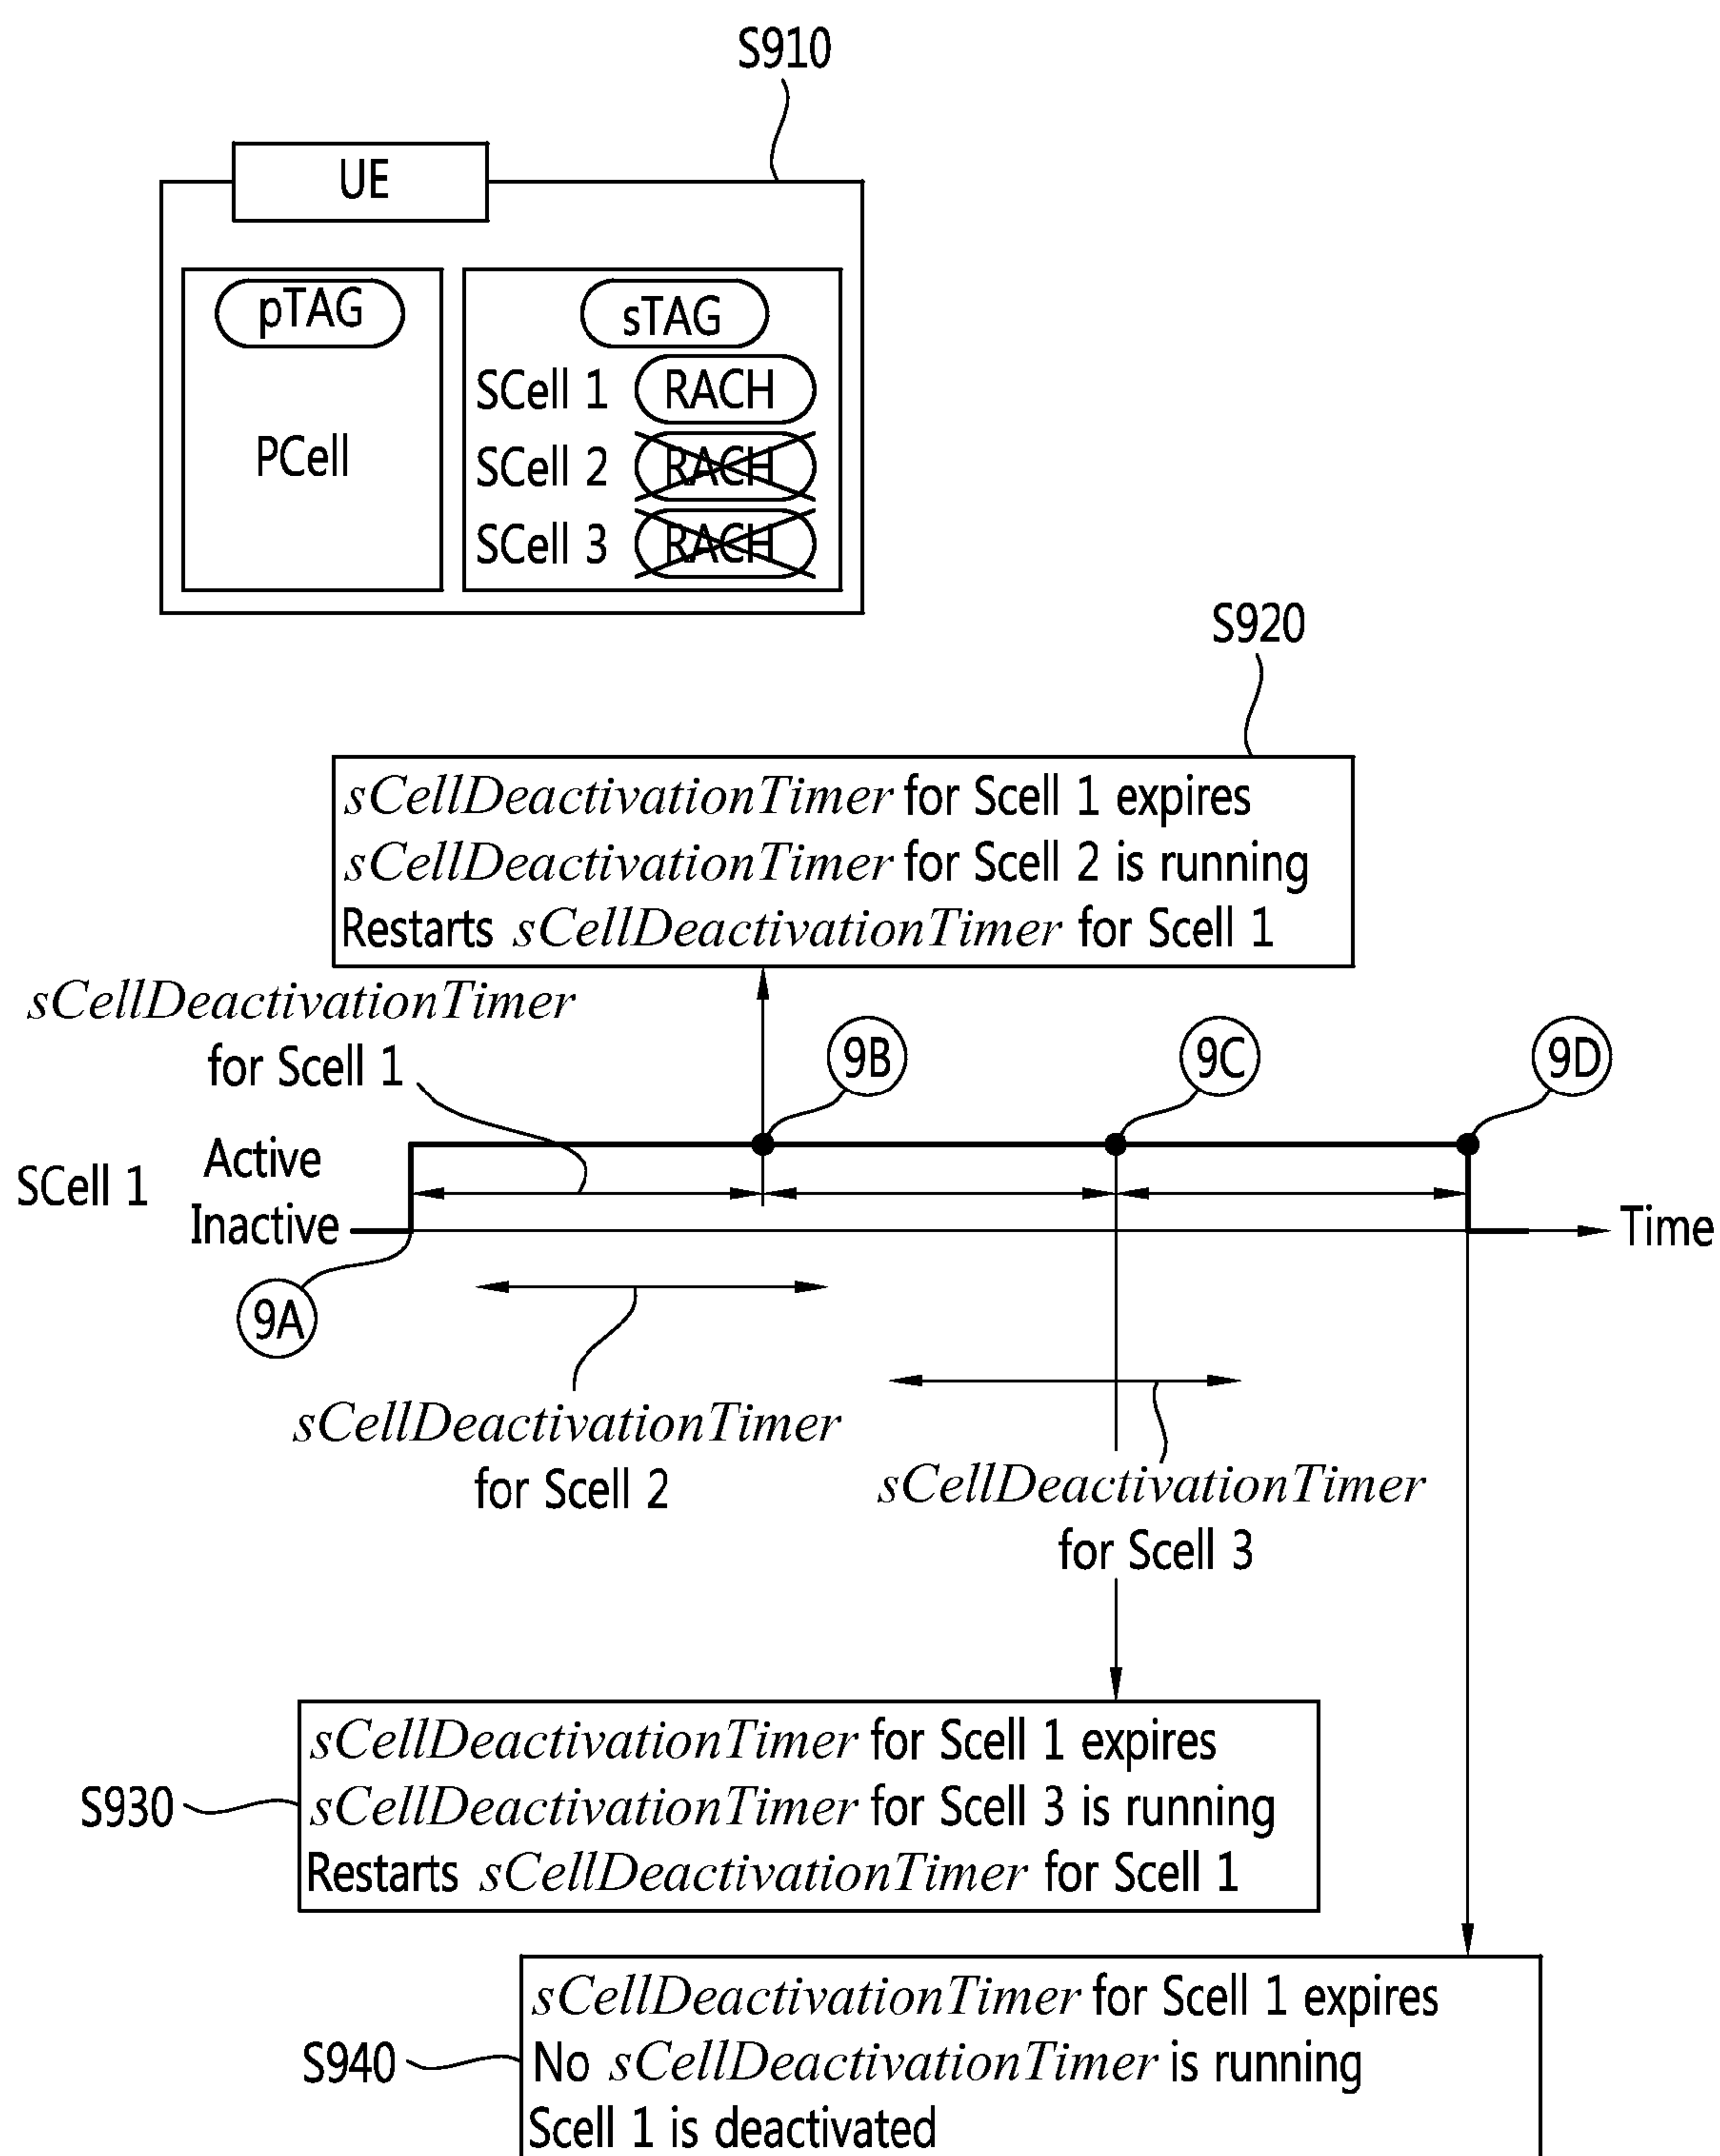 S910
UE
pTAG
PCell
sTAG
SCell 1 RACH
SCell 2 RACH
SCell 3 RACH
S920
sCellDeactivationTimer for Scell 1 expires
sCellDeactivationTimer for Scell 2 is running
Restarts sCellDeactivationTimer for Scell 1
sCellDeactivationTimer
for Scell 1
9B
9C
9D
SCell 1
Active
Inactive
Time
9A
sCellDeactivationTimer
for Scell 2
sCellDeactivationTimer
for Scell 3
S930
sCellDeactivationTimer for Scell 1 expires
sCellDeactivationTimer for Scell 3 is running
Restarts sCellDeactivationTimer for Scell 1
S940
sCellDeactivationTimer for Scell 1 expires
No sCellDeactivationTimer is running
Scell 1 is deactivated